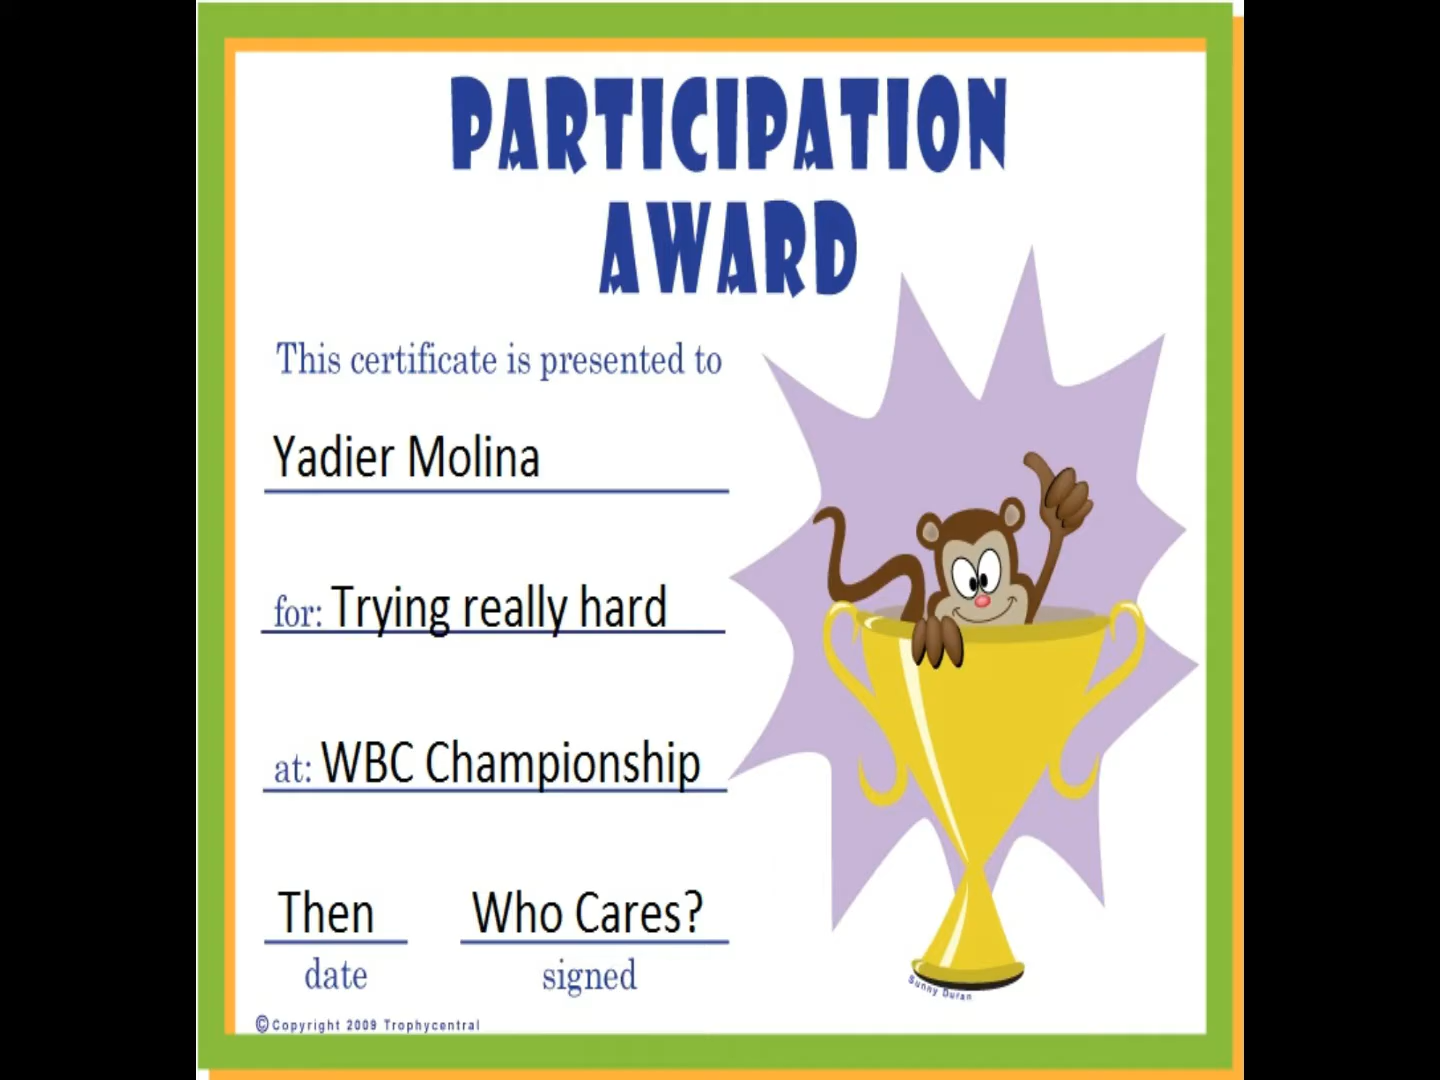 PARTICIPATION
AWARD
This certificate is presented to
Yadier Molina
for: Trying really hard
at: WBC Championship
Then Who Cares?
date signed
Sunny Duran
©Copyright 2009 Trophycentral